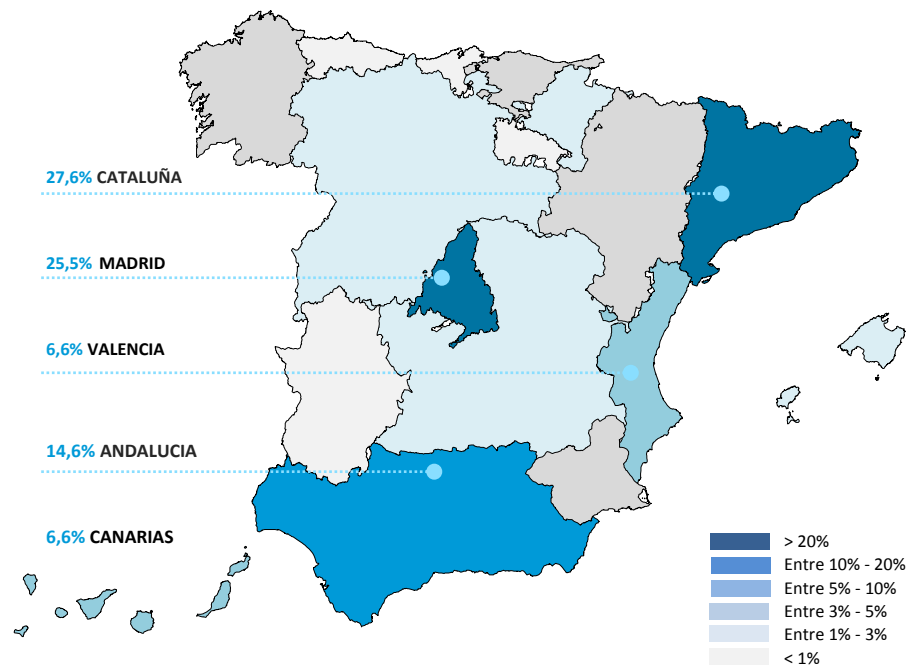 27,6% CATALUÑA
25,5% MADRID
6,6% VALENCIA
14,6% ANDALUCIA
6,6% CANARIAS
> 20%
Entre 10% - 20%
Entre 5% - 10%
Entre 3% - 5%
Entre 1% - 3%
< 1%